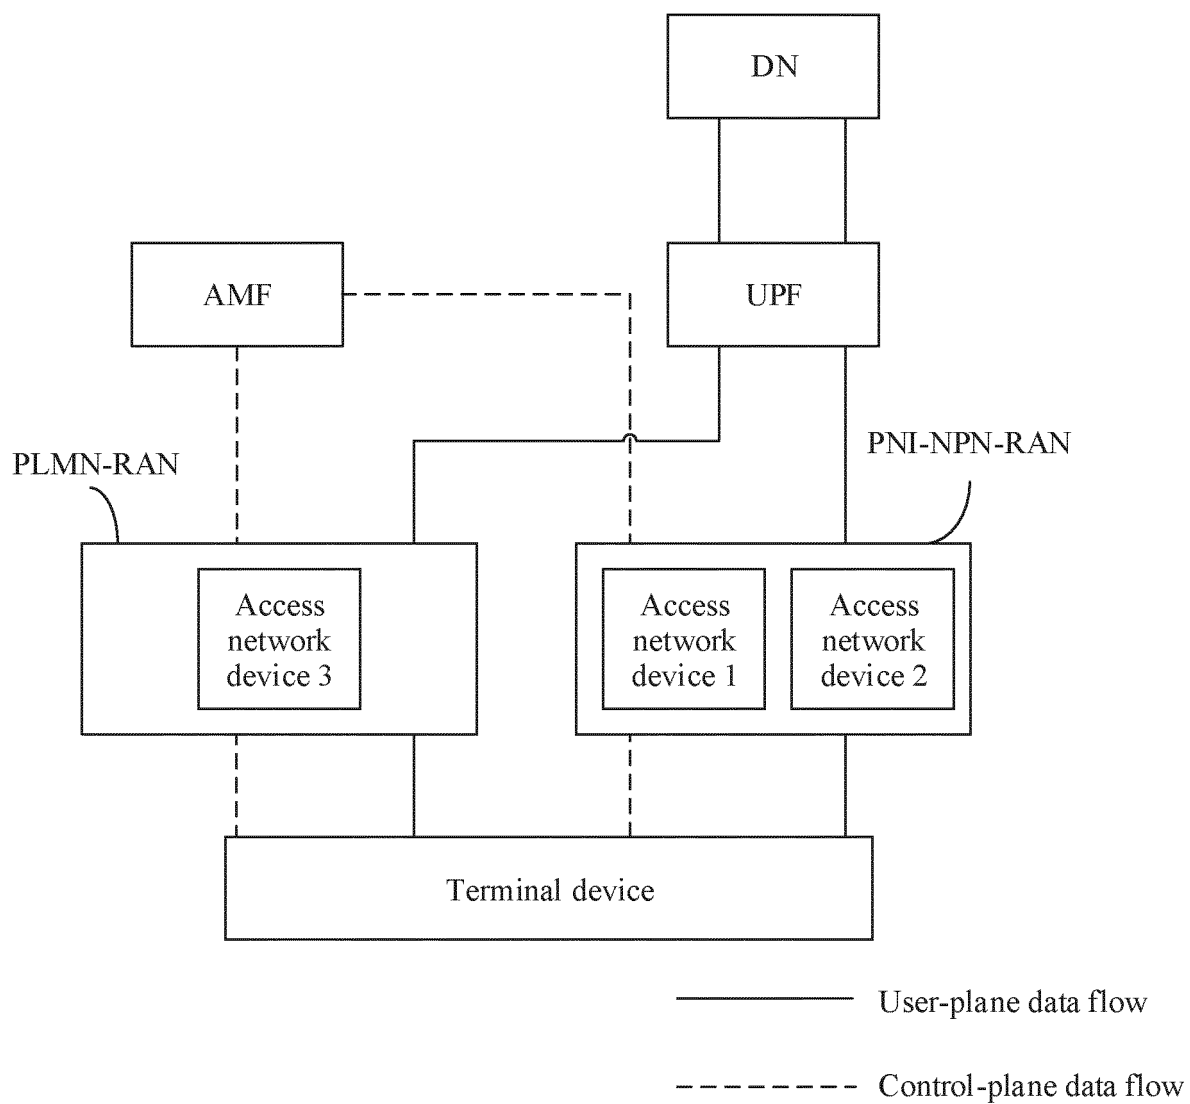 DN
AMF
UPF
PLMN-RAN
PNI-NPN-RAN
Access
network
device 3
Access
network
device 1
Access
network
device 2
Terminal device
User-plane data flow
Control-plane data flow